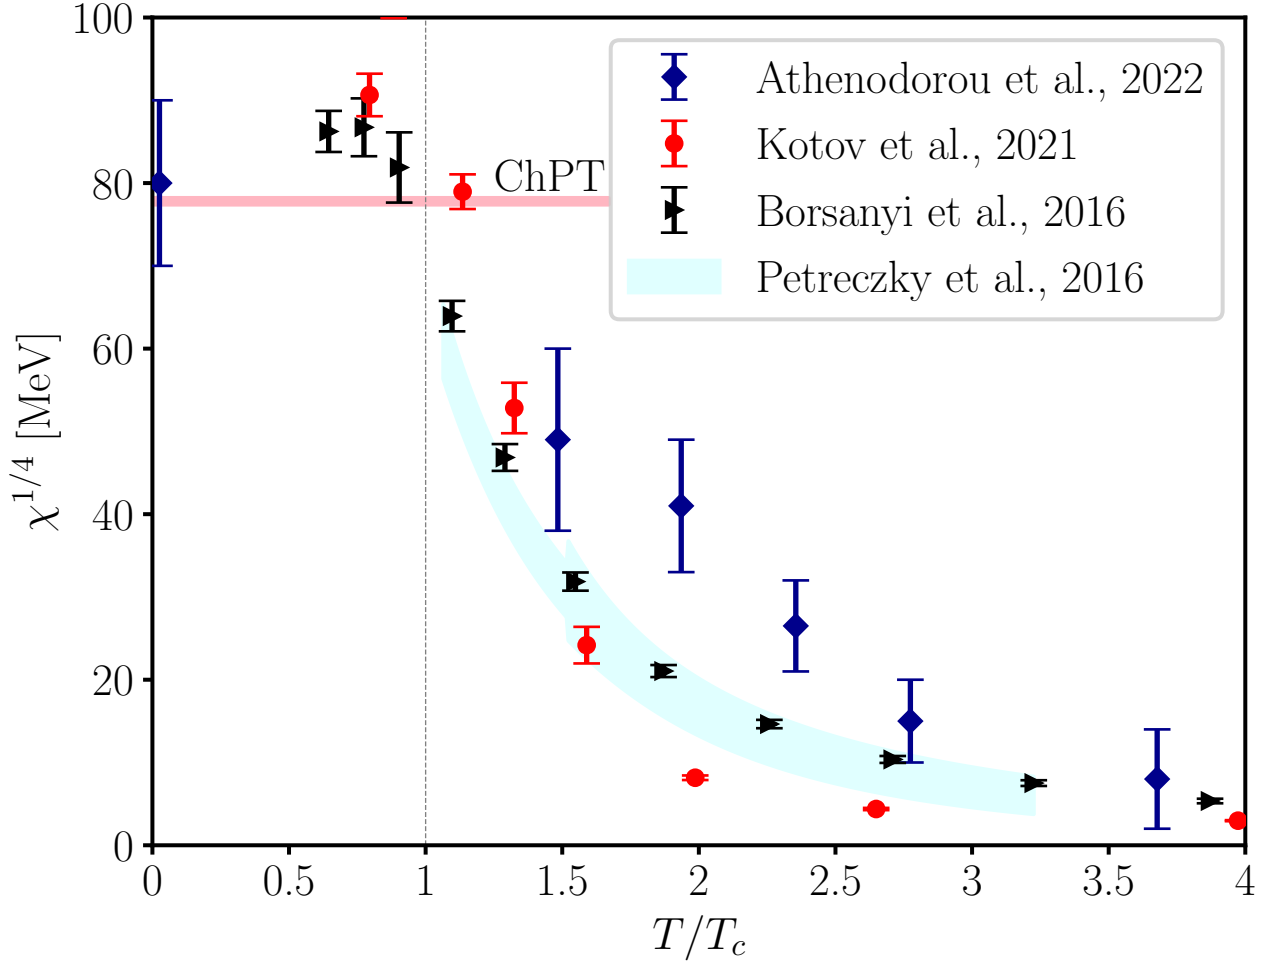 100
80
60
40
20
0
χ^{1/4} [MeV]
ChPT
Athenodorou et al., 2022
Kotov et al., 2021
Borsanyi et al., 2016
Petreczky et al., 2016
0 0.5 1 1.5 2 2.5 3 3.5 4
T/T_c